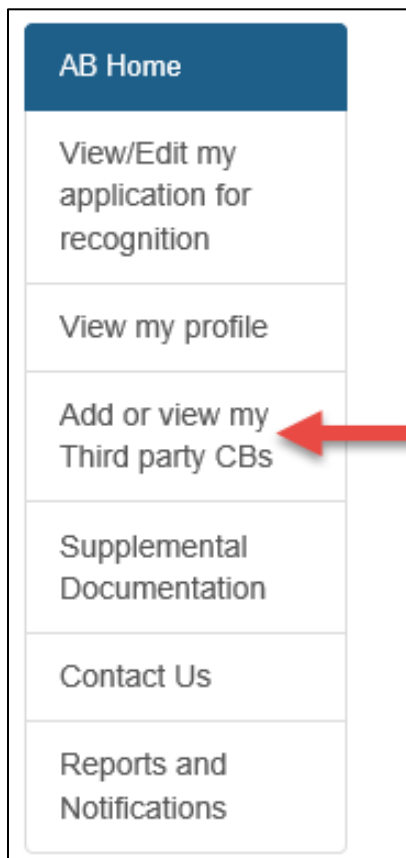 AB Home
View/Edit my
application for
recognition
View my profile
Add or view my
Third party CBs
Supplemental
Documentation
Contact Us
Reports and
Notifications